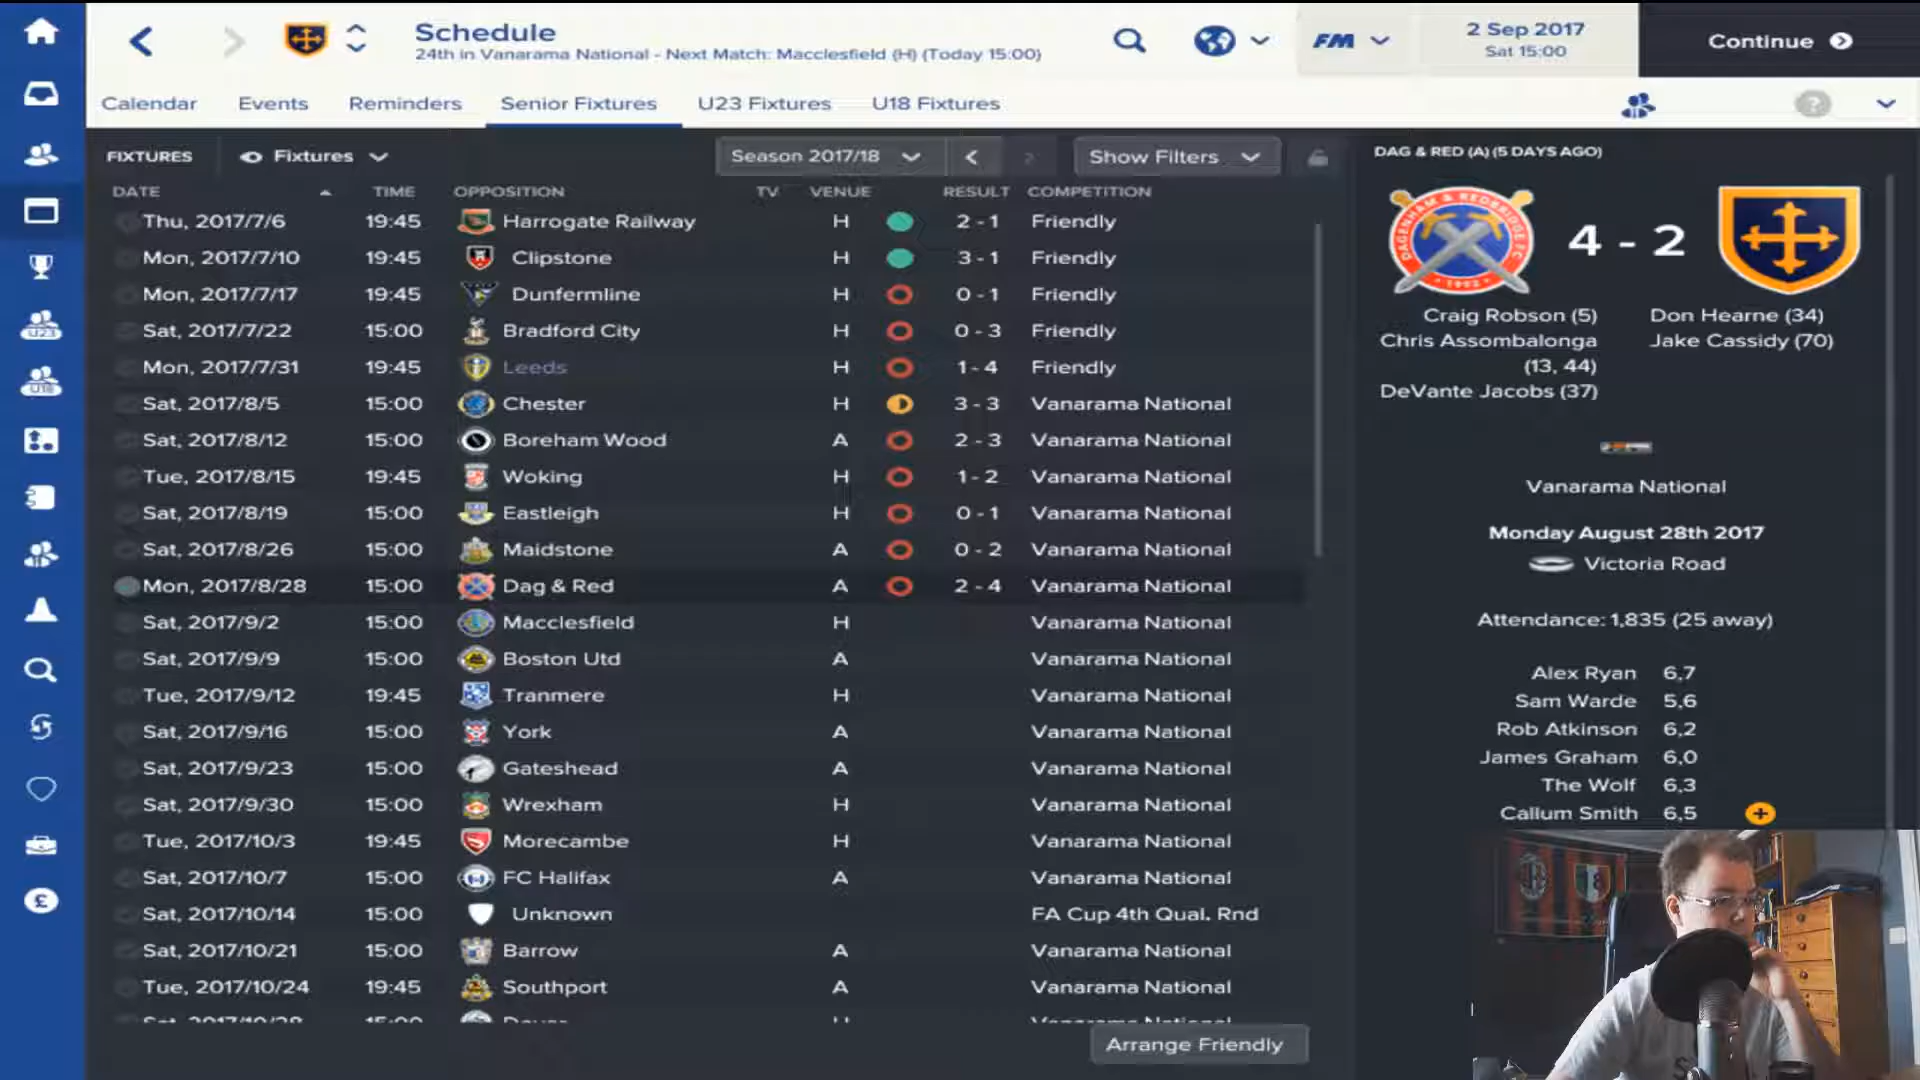 Schedule
24th in Vanarama National - Next Match: Macclesfield (H) (Today 15:00)
FM
2 Sep 2017
Sat 15:00
Continue
Calendar Events Reminders Senior Fixtures U23 Fixtures U18 Fixtures
FIXTURES Fixtures Season 2017/18 Show Filters
DATE TIME OPPOSITION TV VENUE RESULT COMPETITION
Thu, 2017/7/6 19:45 Harrogate Railway H 2 - 1 Friendly
Mon, 2017/7/10 19:45 Clipstone H 3 - 1 Friendly
Mon, 2017/7/17 19:45 Dunfermline H 0 - 1 Friendly
Sat, 2017/7/22 15:00 Bradford City H 0 - 3 Friendly
Mon, 2017/7/31 19:45 Leeds H 1 - 4 Friendly
Sat, 2017/8/5 15:00 Chester H 3 - 3 Vanarama National
Sat, 2017/8/12 15:00 Boreham Wood A 2 - 3 Vanarama National
Tue, 2017/8/15 19:45 Woking H 1 - 2 Vanarama National
Sat, 2017/8/19 15:00 Eastleigh H 0 - 1 Vanarama National
Sat, 2017/8/26 15:00 Maidstone A 0 - 2 Vanarama National
Mon, 2017/8/28 15:00 Dag & Red A 2 - 4 Vanarama National
Sat, 2017/9/2 15:00 Macclesfield H Vanarama National
Sat, 2017/9/9 15:00 Boston Utd A Vanarama National
Tue, 2017/9/12 19:45 Tranmere H Vanarama National
Sat, 2017/9/16 15:00 York A Vanarama National
Sat, 2017/9/23 15:00 Gateshead A Vanarama National
Sat, 2017/9/30 15:00 Wrexham H Vanarama National
Tue, 2017/10/3 19:45 Morecambe H Vanarama National
Sat, 2017/10/7 15:00 FC Halifax A Vanarama National
Sat, 2017/10/14 15:00 Unknown FA Cup 4th Qual. Rnd
Sat, 2017/10/21 15:00 Barrow A Vanarama National
Tue, 2017/10/24 19:45 Southport A Vanarama National
Arrange Friendly
DAG & RED (A) (5 DAYS AGO)
DAGENHAM & REDBRIDGE FC
1992
4 - 2
Craig Robson (5)
Chris Assombalonga
(13, 44)
DeVante Jacobs (37)
Don Hearne (34)
Jake Cassidy (70)
Vanarama National
Monday August 28th 2017
Victoria Road
Attendance: 1,835 (25 away)
Alex Ryan 6,7
Sam Warde 5,6
Rob Atkinson 6,2
James Graham 6,0
The Wolf 6,3
Callum Smith 6,5
U23
U18